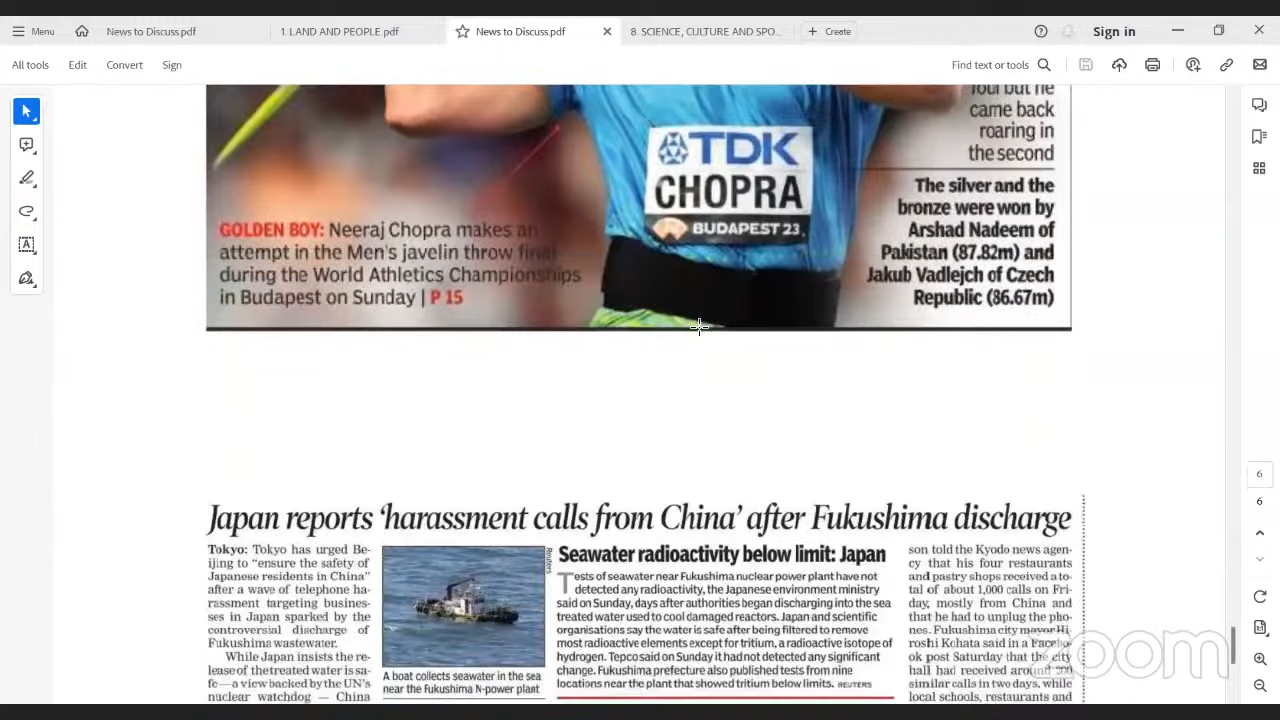 Menu
News to Discuss.pdf
1. LAND AND PEOPLE.pdf
News to Discuss.pdf
8. SCIENCE, CULTURE AND SPO...
Create
Sign in
All tools
Edit
Convert
Sign
Find text or tools
foul but he
came back
roaring in
the second
TDK
CHOPRA
BUDAPEST 23
The silver and the
bronze were won by
Arshad Nadeem of
Pakistan (87.82m) and
Jakub Vadlejch of Czech
Republic (86.67m)
GOLDEN BOY: Neeraj Chopra makes an
attempt in the Men's javelin throw final
during the World Athletics Championships
in Budapest on Sunday | P 15
Japan reports 'harassment calls from China' after Fukushima discharge
Tokyo: Tokyo has urged Be-
ijing to "ensure the safety of
Japanese residents in China"
after a wave of telephone ha-
rassment targeting busines-
ses in Japan sparked by the
controversial discharge of
Fukushima wastewater.
While Japan insists the re-
lease of the treated water is sa-
fe — a view backed by the UN's
nuclear watchdog — China
Reuters
A boat collects seawater in the sea
near the Fukushima N-power plant
Seawater radioactivity below limit: Japan
Tests of seawater near Fukushima nuclear power plant have not
detected any radioactivity, the Japanese environment ministry
said on Sunday, days after authorities began discharging into the sea
treated water used to cool damaged reactors. Japan and scientific
organisations say the water is safe after being filtered to remove
most radioactive elements except for tritium, a radioactive isotope of
hydrogen. Tepco said on Sunday it had not detected any significant
change. Fukushima prefecture also published tests from nine
locations near the plant that showed tritium below limits. REUTERS
son told the Kyodo news agen-
cy that his four restaurants
and pastry shops received a to-
tal of about 1,000 calls on Fri-
day, mostly from China and
that he had to unplug the pho-
nes. Fukushima city mayor Hi-
roshi Kohata said in a Facebo-
ok post Saturday that the city
hall had received around 200
similar calls in two days, while
local schools, restaurants and
zoom
6
6